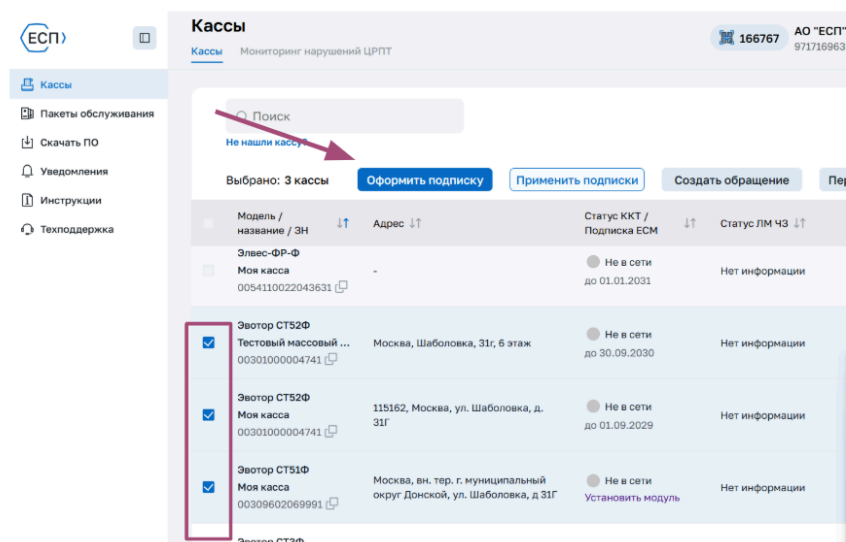 ЕСП
Кассы
166767
АО "ЕСП"
971716963
Кассы
Мониторинг нарушений ЦРПТ
Кассы
Пакеты обслуживания
Скачать ПО
Уведомления
Инструкции
Техподдержка
Поиск
Не нашли кассу?
Выбрано: 3 кассы
Оформить подписку
Применить подписки
Создать обращение
Пер
Модель /
название / ЗН
Адрес
Статус ККТ /
Подписка ЕСМ
Статус ЛМ ЧЗ
Элвес-ФР-Ф
Моя касса
0054110022043631
-
Не в сети
до 01.01.2031
Нет информации
Эвотор СТ52Ф
Тестовый массовый ...
00301000004741
Москва, Шаболовка, 31г, 6 этаж
Не в сети
до 30.09.2030
Нет информации
Эвотор СТ52Ф
Моя касса
00301000004741
115162, Москва, ул. Шаболовка, д.
31Г
Не в сети
до 01.09.2029
Нет информации
Эвотор СТ51Ф
Моя касса
00309602069991
Москва, вн. тер. г. муниципальный
округ Донской, ул. Шаболовка, д 31Г
Не в сети
Установить модуль
Нет информации